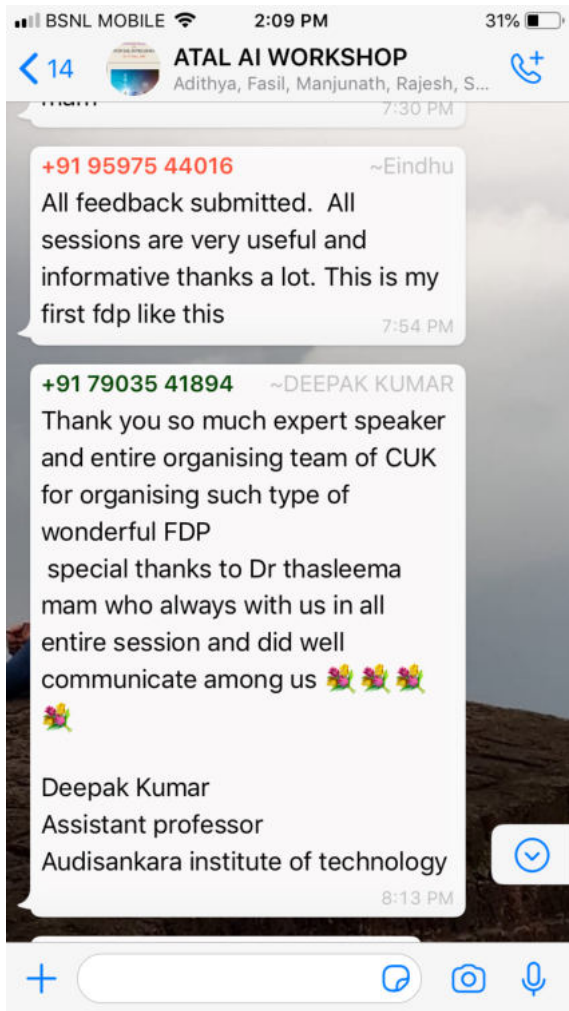 BSNL MOBILE 2:09 PM 31%
14 ATAL AI WORKSHOP
Adithya, Fasil, Manjunath, Rajesh, S...
7:30 PM
+91 95975 44016 ~Eindhu
All feedback submitted. All
sessions are very useful and
informative thanks a lot. This is my
first fdp like this
7:54 PM
+91 79035 41894 ~DEEPAK KUMAR
Thank you so much expert speaker
and entire organising team of CUK
for organising such type of
wonderful FDP
special thanks to Dr thasleema
mam who always with us in all
entire session and did well
communicate among us 💐 💐 💐
💐
Deepak Kumar
Assistant professor
Audisankara institute of technology
8:13 PM